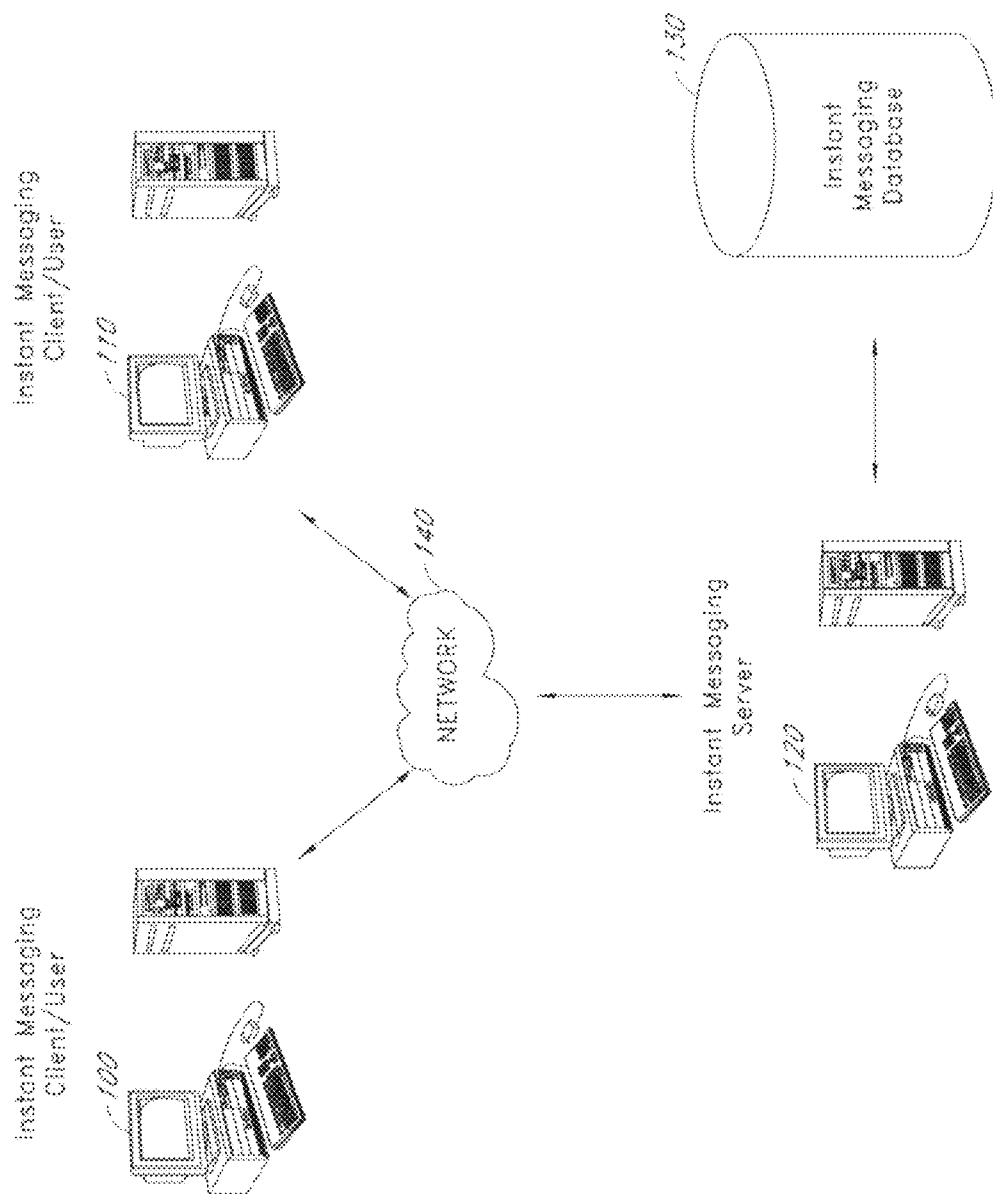 Instant Messaging
Client/User
100
Instant Messaging
Client/User
110
NETWORK
140
Instant Messaging
Server
120
130
Instant
Messaging
Database